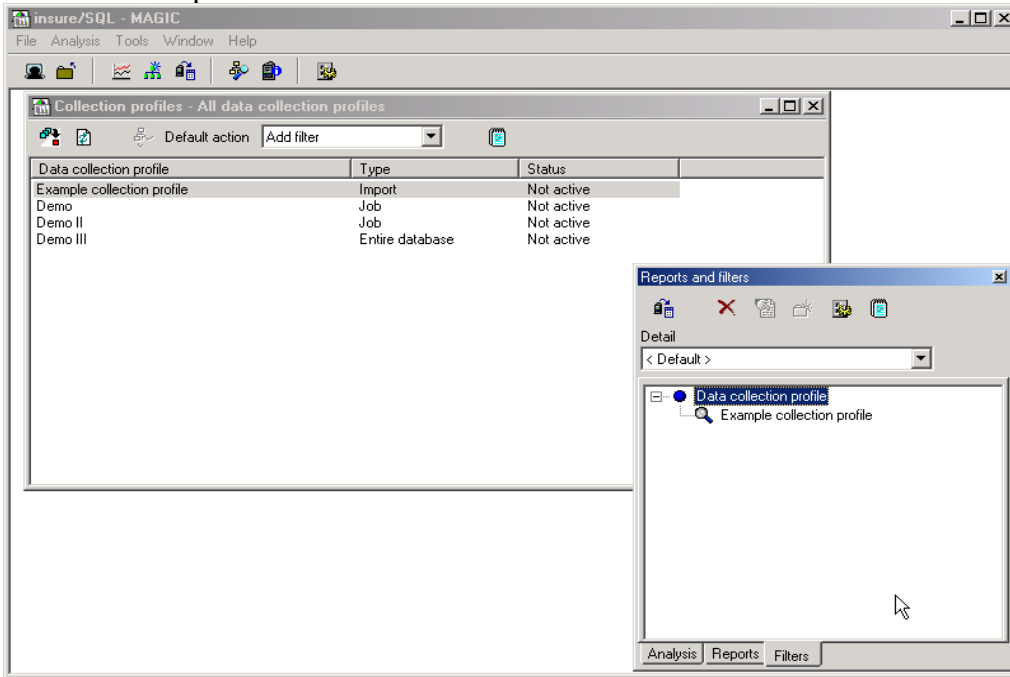 insure/SQL - MAGIC
File Analysis Tools Window Help
Collection profiles - All data collection profiles
Default action Add filter
Data collection profile Type Status
Example collection profile Import Not active
Demo Job Not active
Demo II Job Not active
Demo III Entire database Not active
Reports and filters
Detail
< Default >
Data collection profile
Example collection profile
Analysis Reports Filters